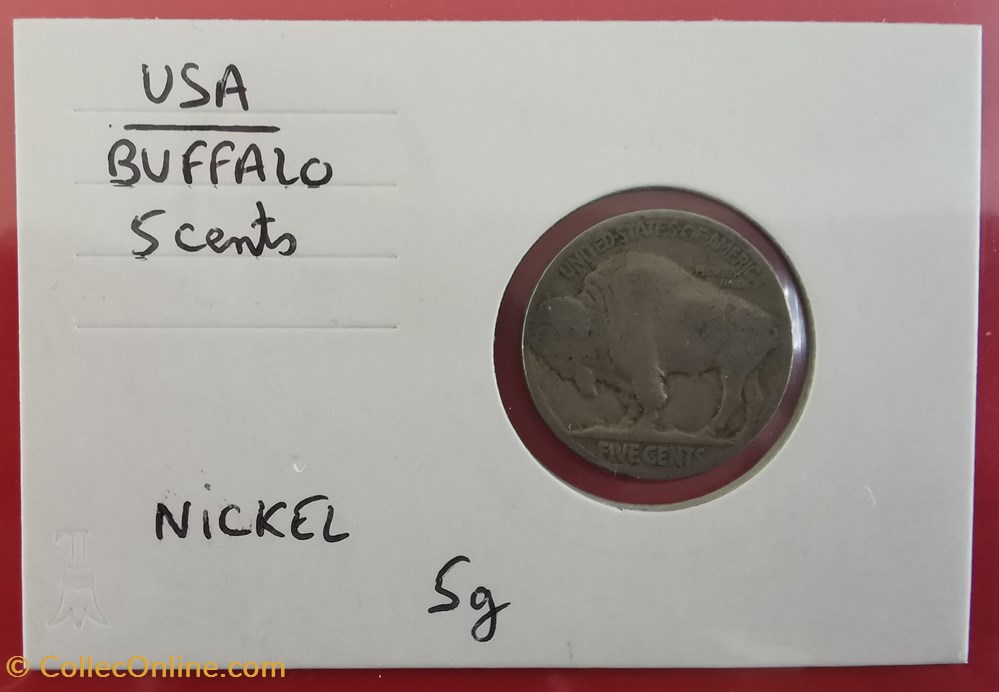 USA
BUFFALO
5 cents
UNITED·STATES·OF·AMERICA
FIVE CENTS
NiCKEL
5g
© CollecOnline.com